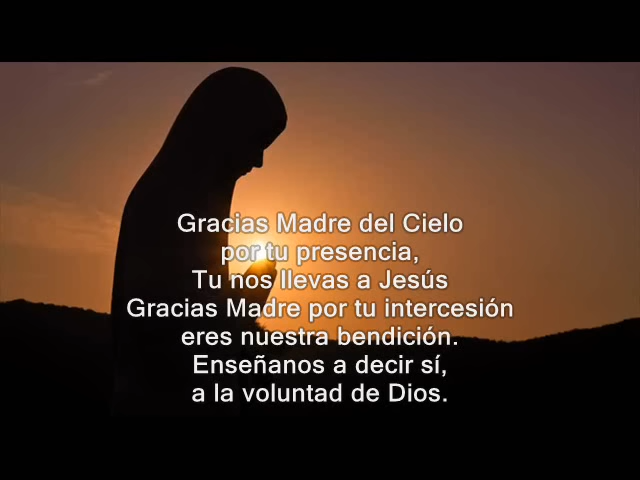 Gracias Madre del Cielo
por tu presencia,
Tu nos llevas a Jesús
Gracias Madre por tu intercesión
eres nuestra bendición.
Enseñanos a decir sí,
a la voluntad de Dios.